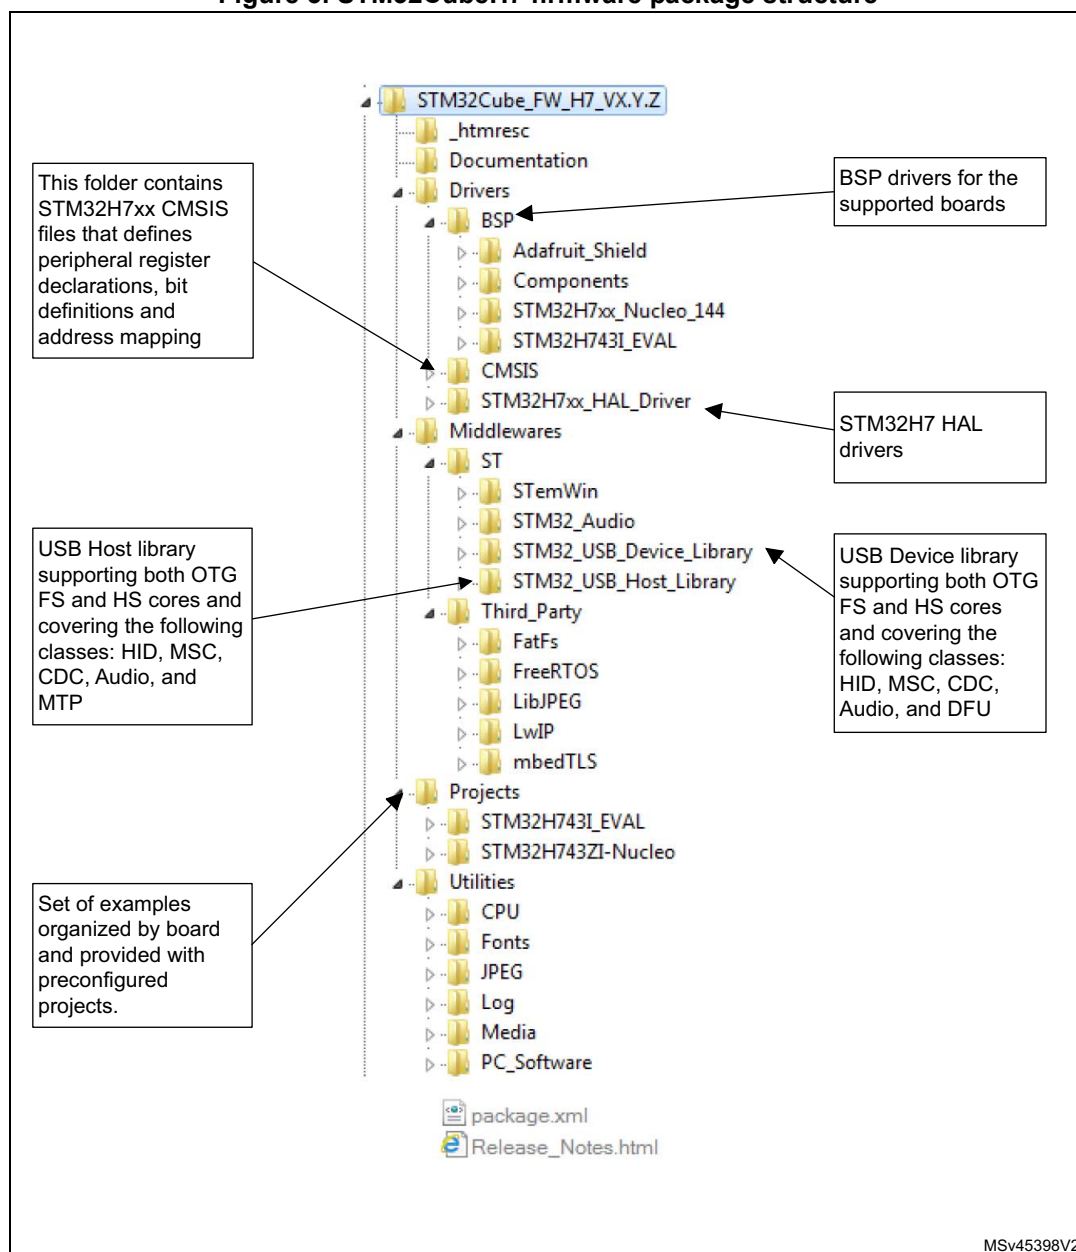 STM32Cube_FW_H7_VX.Y.Z
_htmresc
Documentation
Drivers
BSP
Adafruit_Shield
Components
STM32H7xx_Nucleo_144
STM32H743I_EVAL
CMSIS
STM32H7xx_HAL_Driver
Middlewares
ST
STemWin
STM32_Audio
STM32_USB_Device_Library
STM32_USB_Host_Library
Third_Party
FatFs
FreeRTOS
LibJPEG
LwIP
mbedTLS
Projects
STM32H743I_EVAL
STM32H743ZI-Nucleo
Utilities
CPU
Fonts
JPEG
Log
Media
PC_Software
package.xml
Release_Notes.html
This folder contains
STM32H7xx CMSIS
files that defines
peripheral register
declarations, bit
definitions and
address mapping
BSP drivers for the
supported boards
STM32H7 HAL
drivers
USB Host library
supporting both OTG
FS and HS cores and
covering the following
classes: HID, MSC,
CDC, Audio, and
MTP
USB Device library
supporting both OTG
FS and HS cores
and covering the
following classes:
HID, MSC, CDC,
Audio, and DFU
Set of examples
organized by board
and provided with
preconfigured
projects.
MSv45398V2